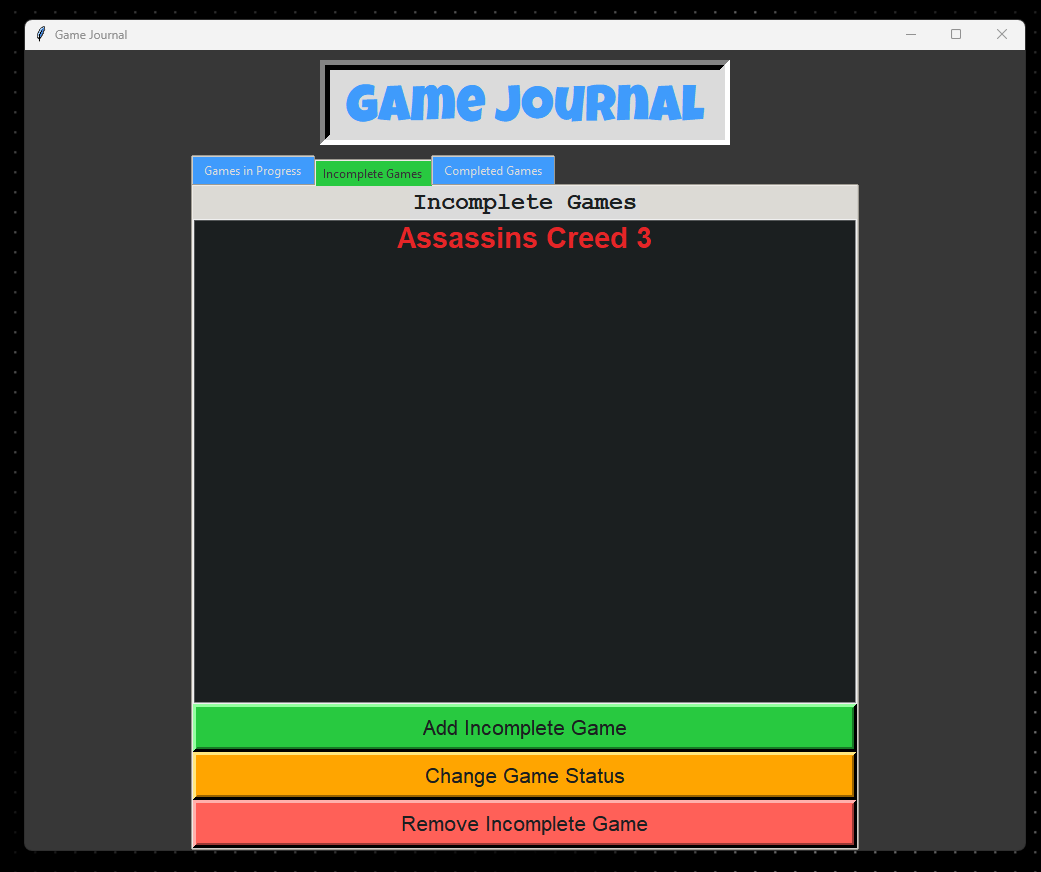 Game Journal
Game Journal
Games in Progress
Incomplete Games
Completed Games
Incomplete Games
Assassins Creed 3
Add Incomplete Game
Change Game Status
Remove Incomplete Game